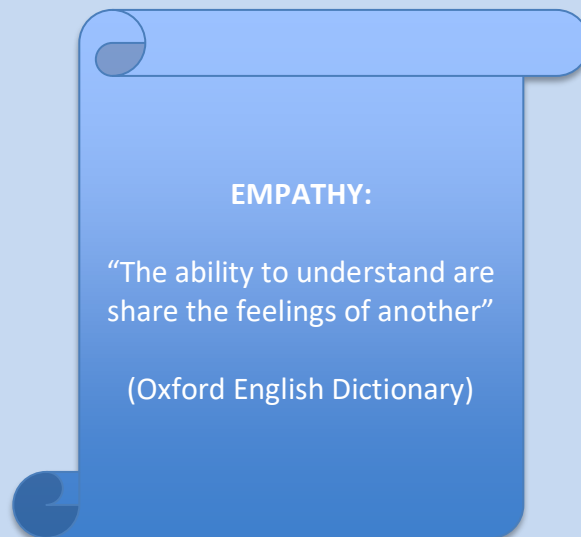 EMPATHY:
“The ability to understand are
share the feelings of another”
(Oxford English Dictionary)